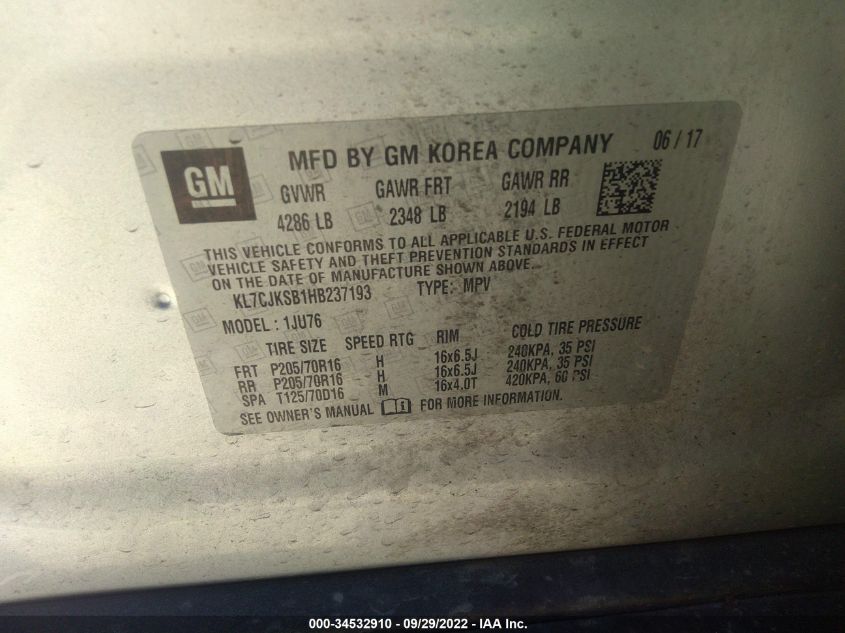 GM
MFD BY GM KOREA COMPANY 06 / 17
GVWR GAWR FRT GAWR RR
4286 LB 2348 LB 2194 LB
THIS VEHICLE CONFORMS TO ALL APPLICABLE U.S. FEDERAL MOTOR
VEHICLE SAFETY AND THEFT PREVENTION STANDARDS IN EFFECT
ON THE DATE OF MANUFACTURE SHOWN ABOVE.
KL7CJKSB1HB237193 TYPE: MPV
MODEL : 1JU76
TIRE SIZE SPEED RTG RIM COLD TIRE PRESSURE
FRT P205/70R16 H 16x6.5J 240KPA, 35 PSI
RR P205/70R16 H 16x6.5J 240KPA, 35 PSI
SPA T125/70D16 M 16x4.0T 420KPA, 60 PSI
SEE OWNER'S MANUAL FOR MORE INFORMATION.
000-34532910 - 09/29/2022 - IAA Inc.